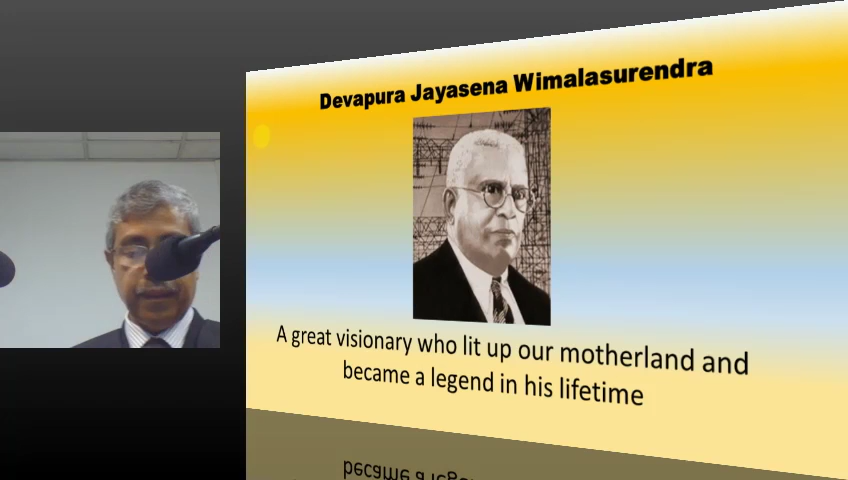 Devapura Jayasena Wimalasurendra
A great visionary who lit up our motherland and
became a legend in his lifetime